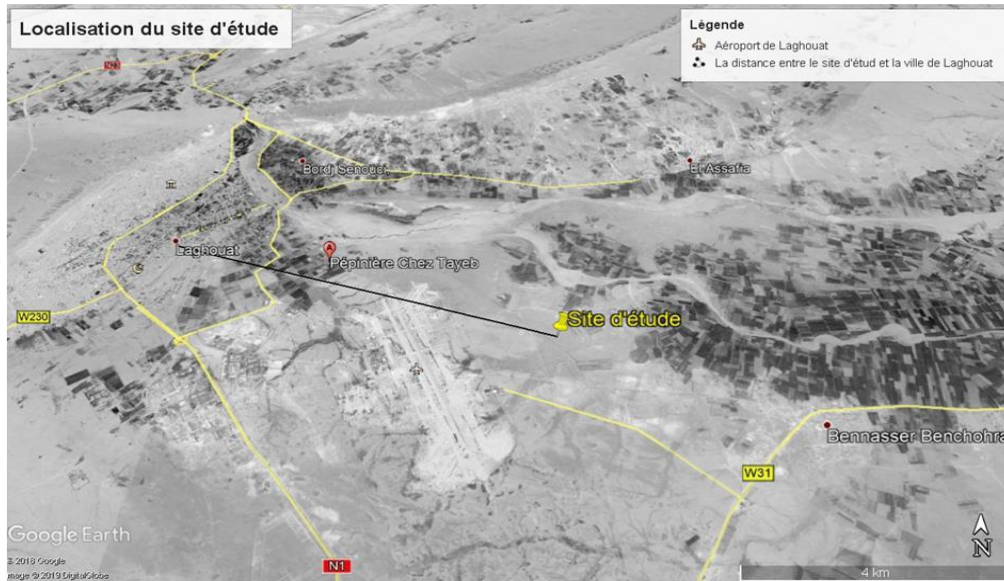 Localisation du site d'étude
Légende
Aéroport de Laghouat
La distance entre le site d'étud et la ville de Laghouat
N23
Bordj Senouci
El Assafia
Laghouat
A
Pépinière Chez Tayeb
Site d'étude
W230
Bennasser Benchohra
W31
Google Earth
N
© 2018 Google
Image © 2019 DigitalGlobe
N1
4 km